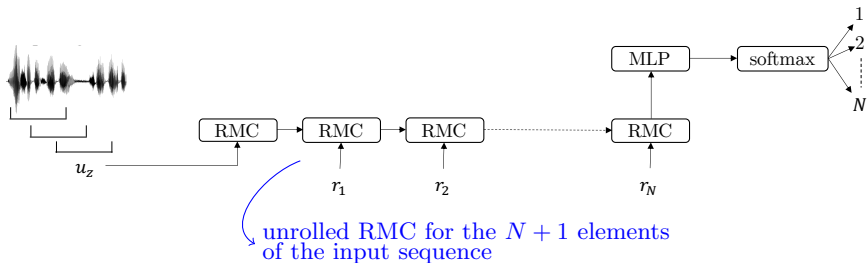 1
2
N
MLP
softmax
RMC
RMC
RMC
RMC
u_z
r_1
r_2
r_N
unrolled RMC for the N + 1 elements
of the input sequence